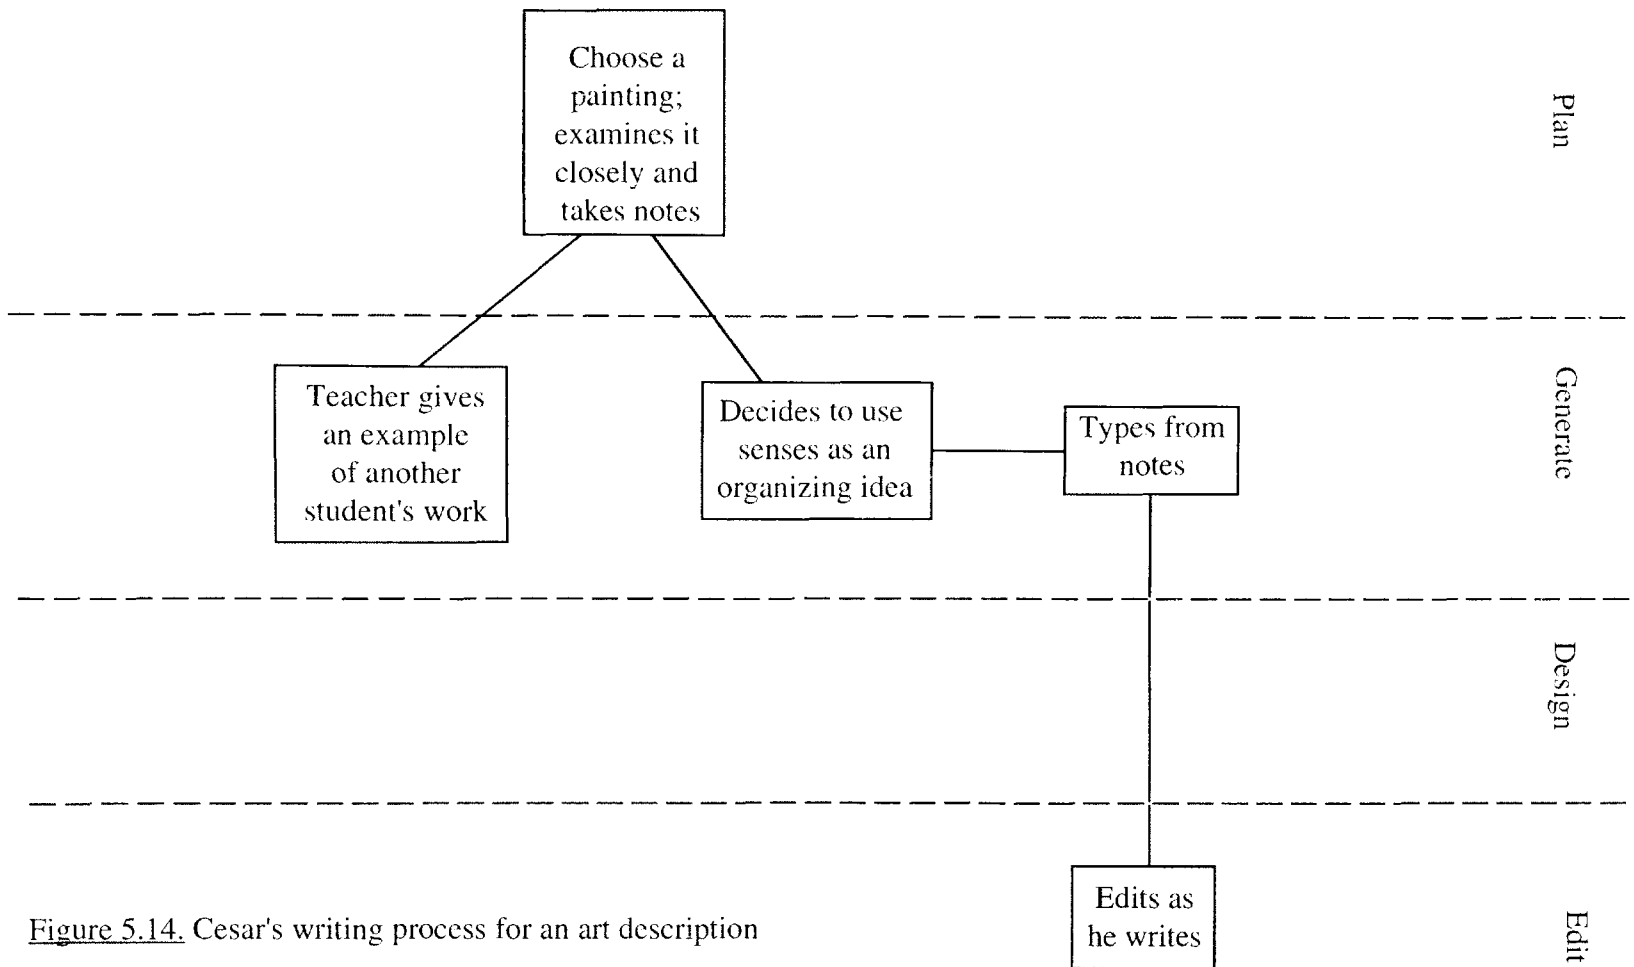 Choose a
painting;
examines it
closely and
takes notes
Plan
Teacher gives
an example
of another
student's work
Decides to use
senses as an
organizing idea
Types from
notes
Generate
Design
Edits as
he writes
Edit
Figure 5.14. Cesar's writing process for an art description